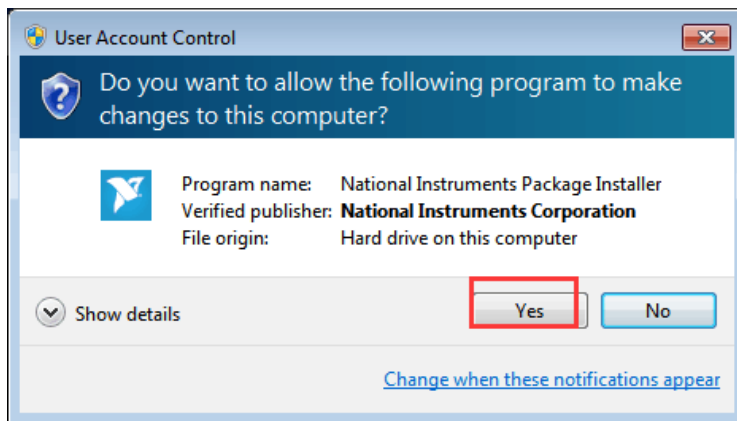 User Account Control
Do you want to allow the following program to make
changes to this computer?
Program name: National Instruments Package Installer
Verified publisher: National Instruments Corporation
File origin: Hard drive on this computer
Show details
Yes
No
Change when these notifications appear